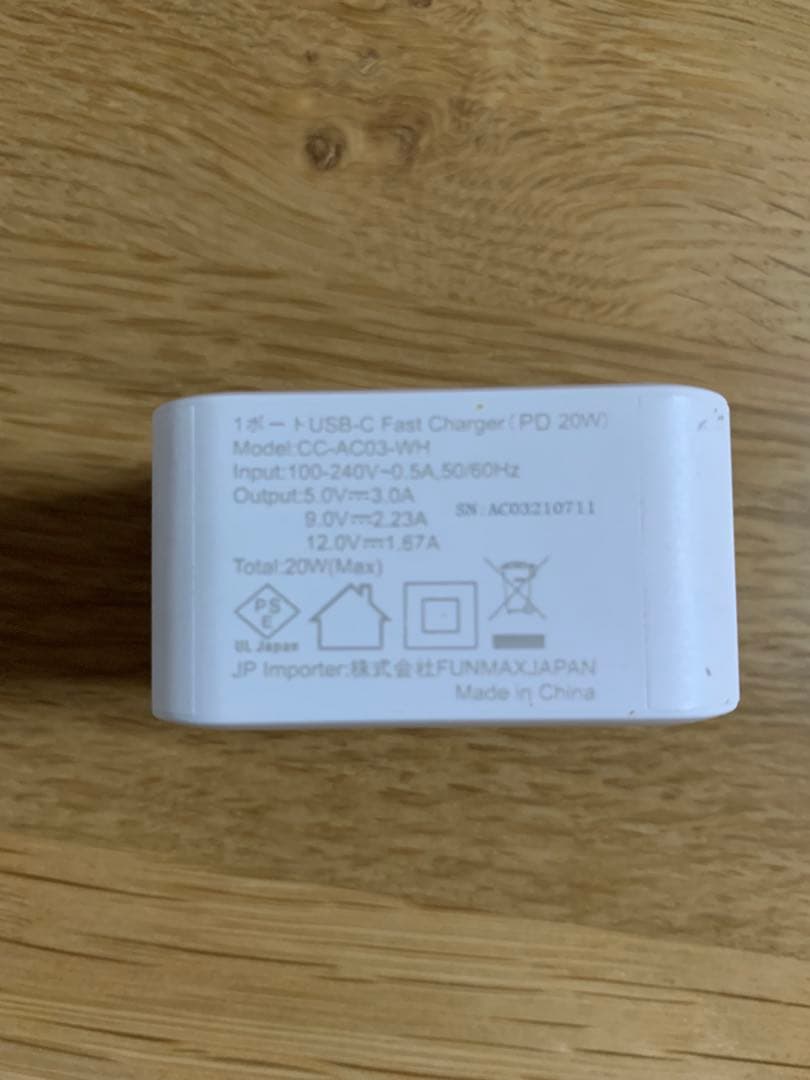 1ポートUSB-C Fast Charger(PD 20W)
Model:CC-AC03-WH
Input:100-240V~0.5A,50/60Hz
Output:5.0V⎓3.0A
SN:AC03210711
9.0V⎓2.23A
12.0V⎓1.67A
Total:20W(Max)
PS
E
UL Japan
JP Importer:株式会社FUNMAXJAPAN
Made in China